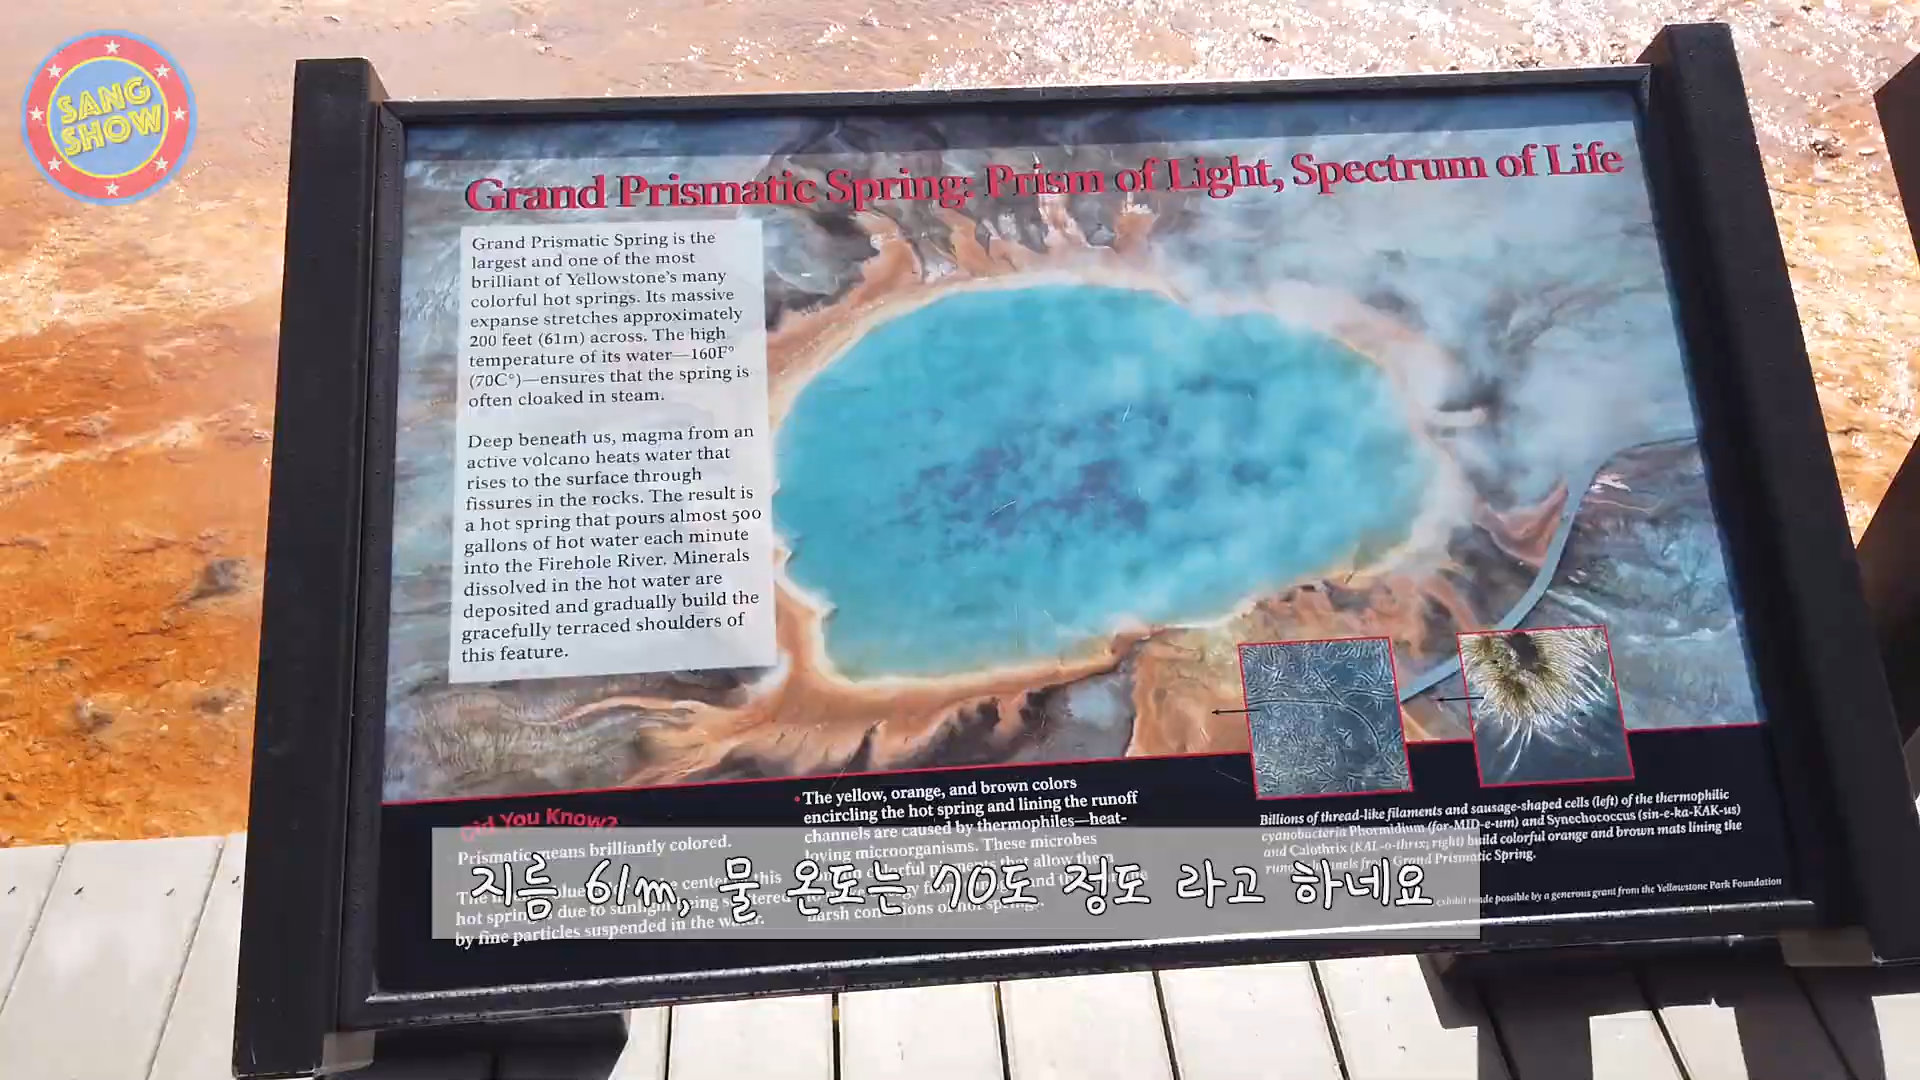 SANG
SHOW
Grand Prismatic Spring: Prism of Light, Spectrum of Life
Grand Prismatic Spring is the
largest and one of the most
brilliant of Yellowstone's many
colorful hot springs. Its massive
expanse stretches approximately
200 feet (61m) across. The high
temperature of its water—160F°
(70C°)—ensures that the spring is
often cloaked in steam.
Deep beneath us, magma from an
active volcano heats water that
rises to the surface through
fissures in the rocks. The result is
a hot spring that pours almost 500
gallons of hot water each minute
into the Firehole River. Minerals
dissolved in the hot water are
deposited and gradually build the
gracefully terraced shoulders of
this feature.
Did You Know?
Prismatic means brilliantly colored.
The blue center this
hot spring due to sunlight being scattered
by fine particles suspended in the water.
• The yellow, orange, and brown colors
encircling the hot spring and lining the runoff
channels are caused by thermophiles—heat-
loving microorganisms. These microbes
colorful that allow them
and the
harsh conditions of hot springs.
Billions of thread-like filaments and sausage-shaped cells (left) of the thermophilic
cyanobacteria Phormidium (for-MID-e-um) and Synechococcus (sin-e-ka-KAK-us)
and Calothrix (KAL-o-thrix; right) build colorful orange and brown mats lining the
from Grand Prismatic Spring.
exhibit made possible by a generous grant from the Yellowstone Park Foundation
지름 61m, 물 온도는 70도 정도 라고 하네요